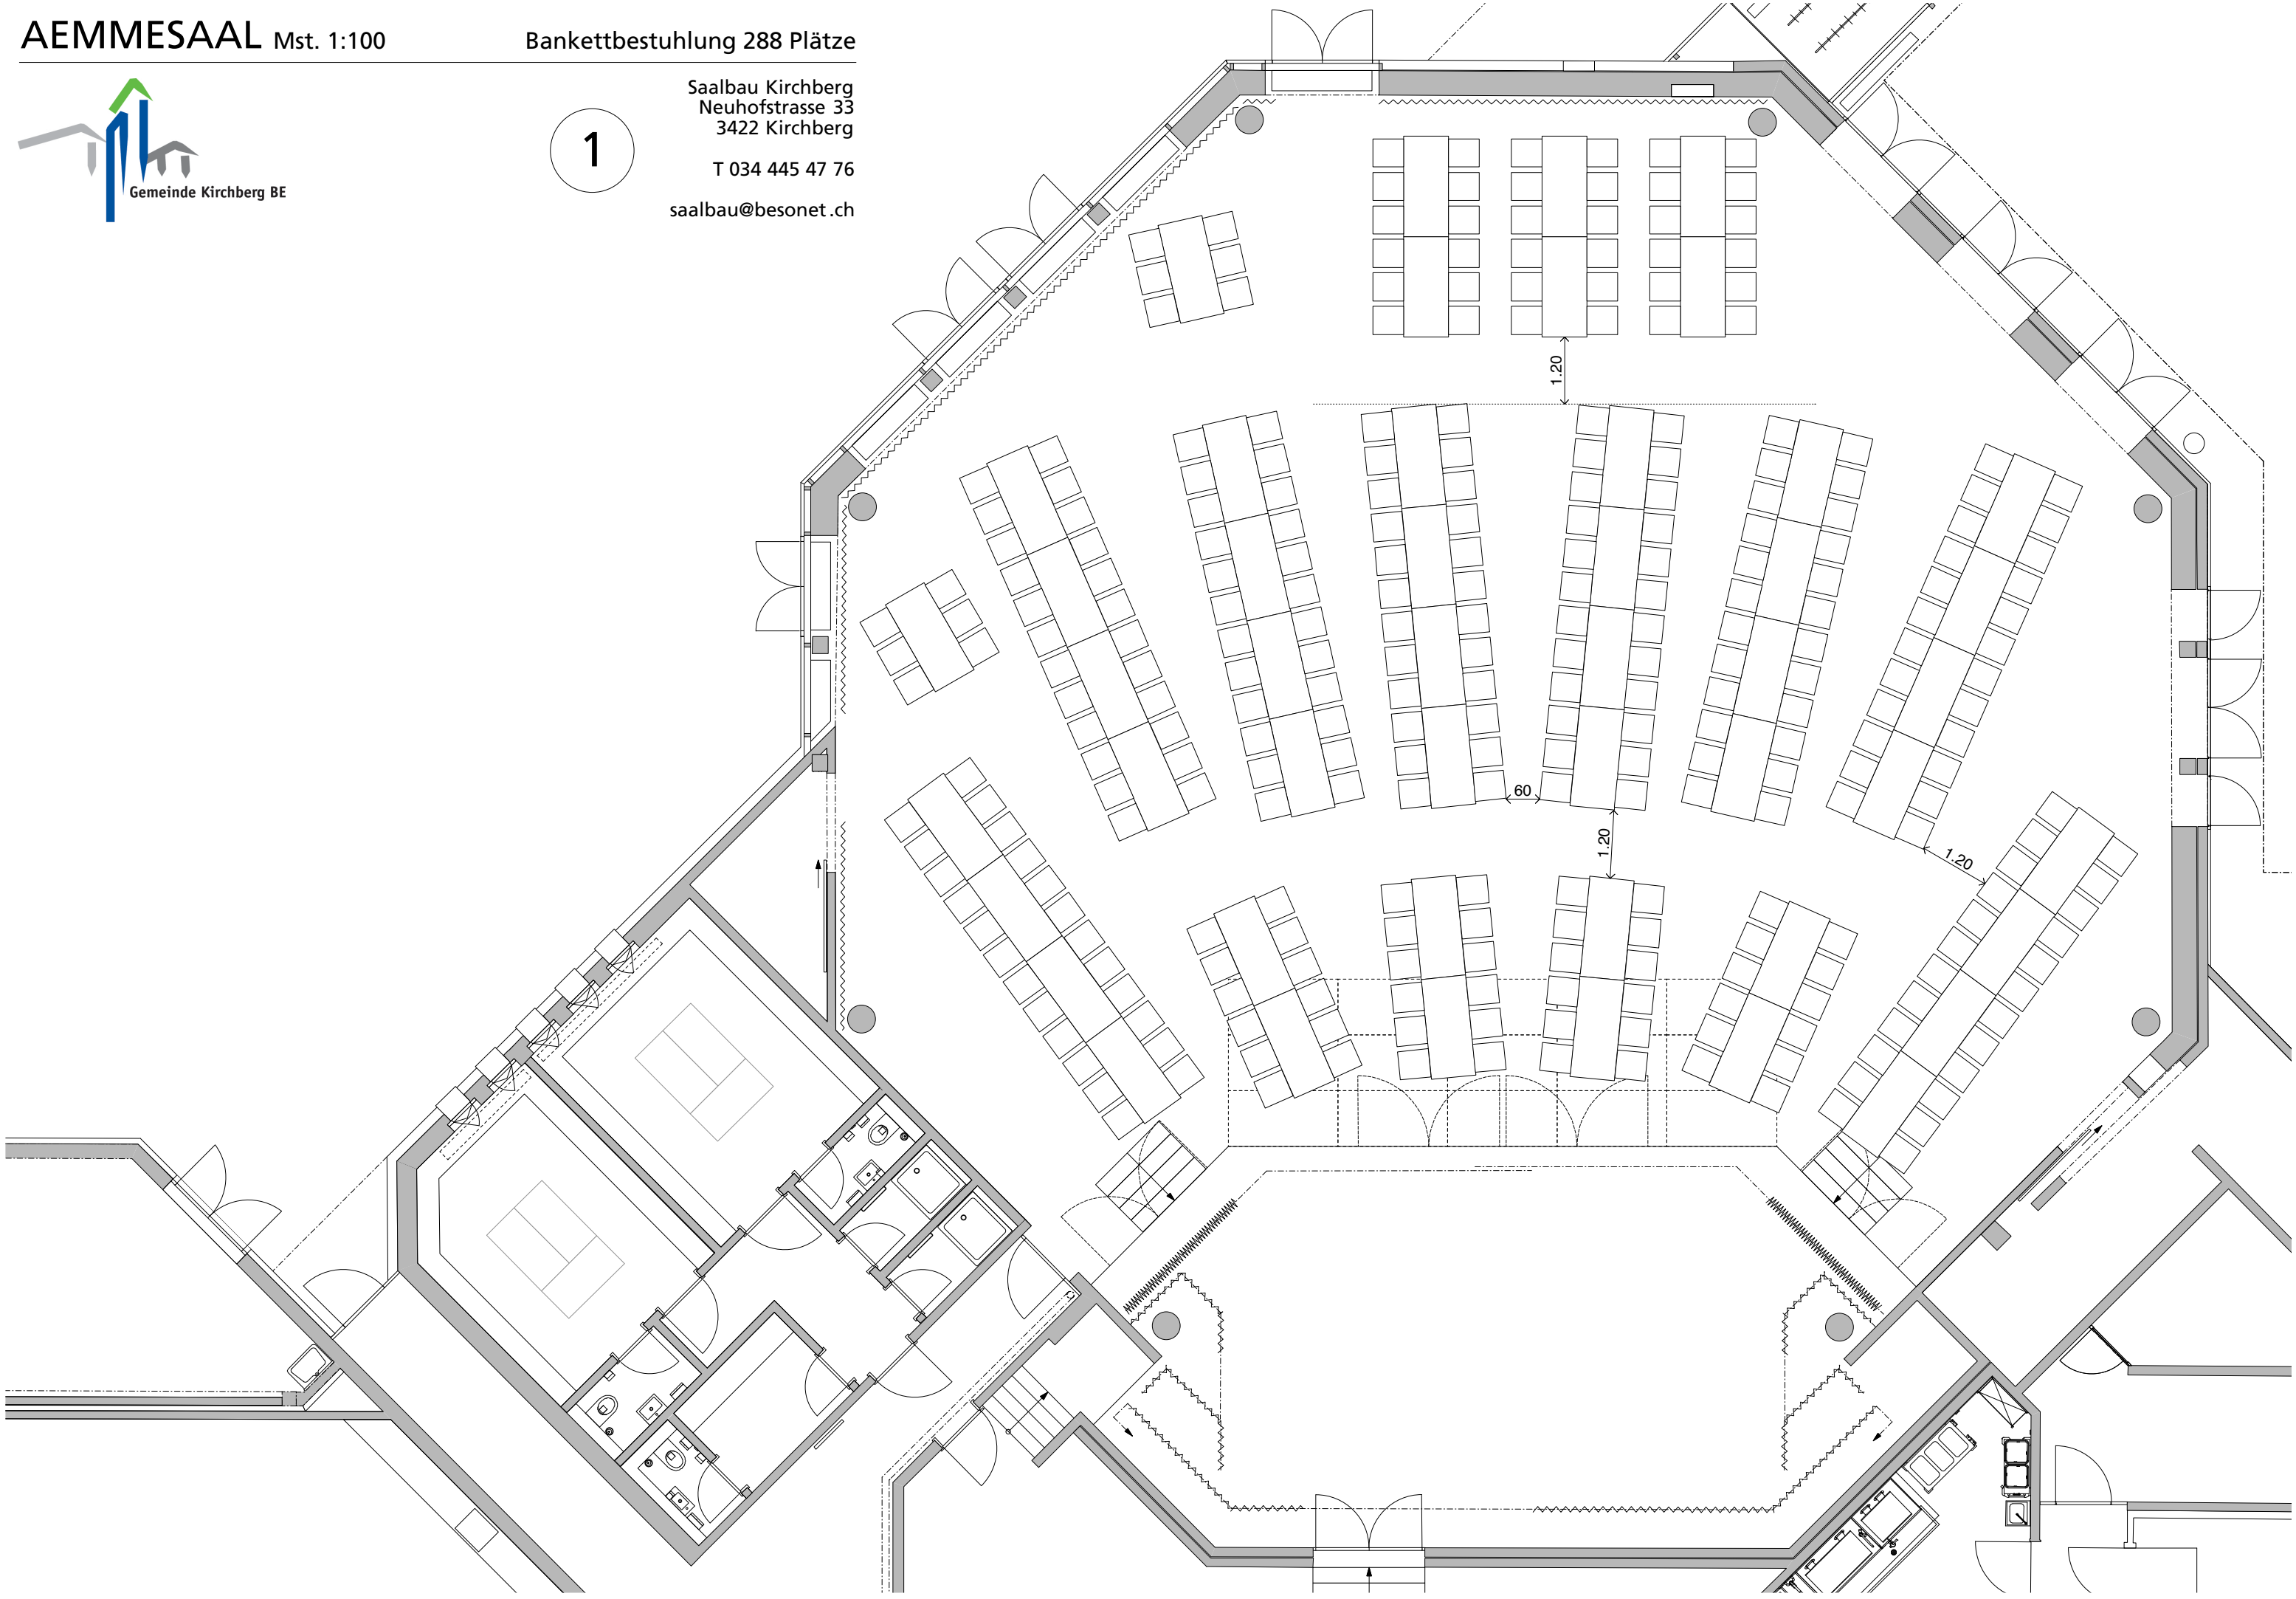 AEMMESAAL Mst. 1:100
Bankettbestuhlung 288 Plätze
Saalbau Kirchberg
Neuhofstrasse 33
3422 Kirchberg
T 034 445 47 76
saalbau@besonet.ch
1
Gemeinde Kirchberg BE
1.20
60
1.20
1.20